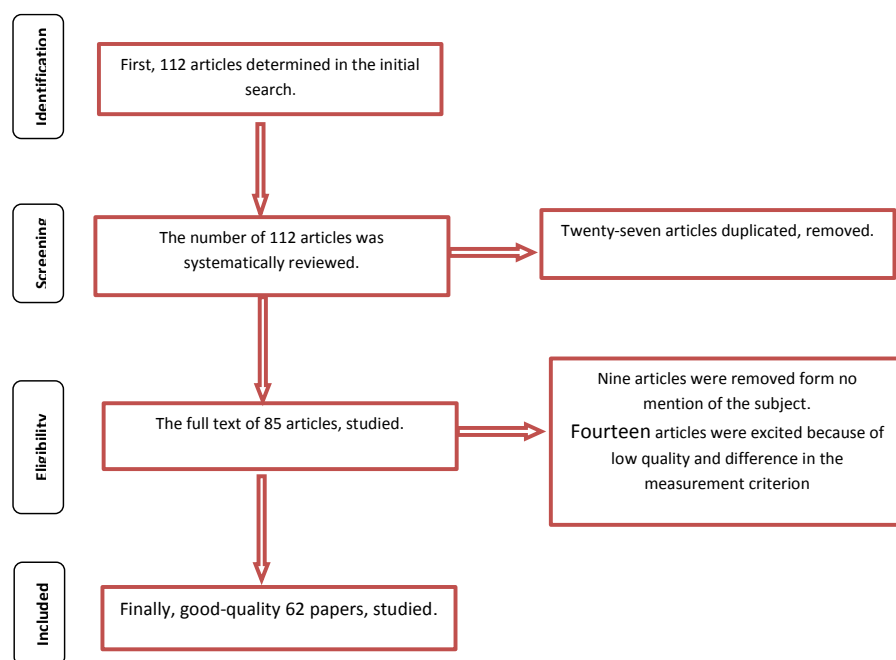 Identification
First, 112 articles determined in the initial
search.
Screening
The number of 112 articles was
systematically reviewed.
Twenty-seven articles duplicated, removed.
Eligibility
The full text of 85 articles, studied.
Nine articles were removed form no
mention of the subject.
Fourteen articles were excited because of
low quality and difference in the
measurement criterion
Included
Finally, good-quality 62 papers, studied.